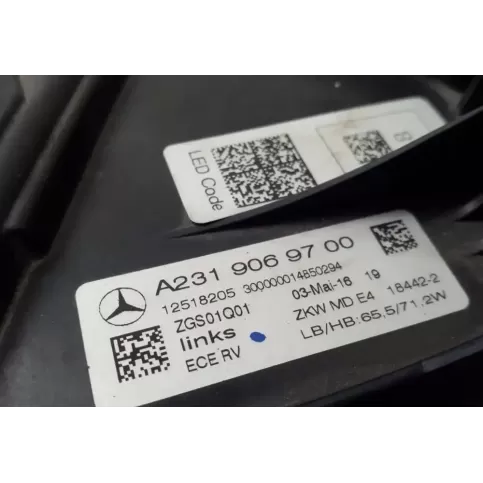 LED Code
8
A231 906 97 00
12518205 300000014850294
03-Mai-16 19
ZGS01Q01
ZKW MD E4 18442-2
links
LB/HB:65,5/71,2W
ECE RV